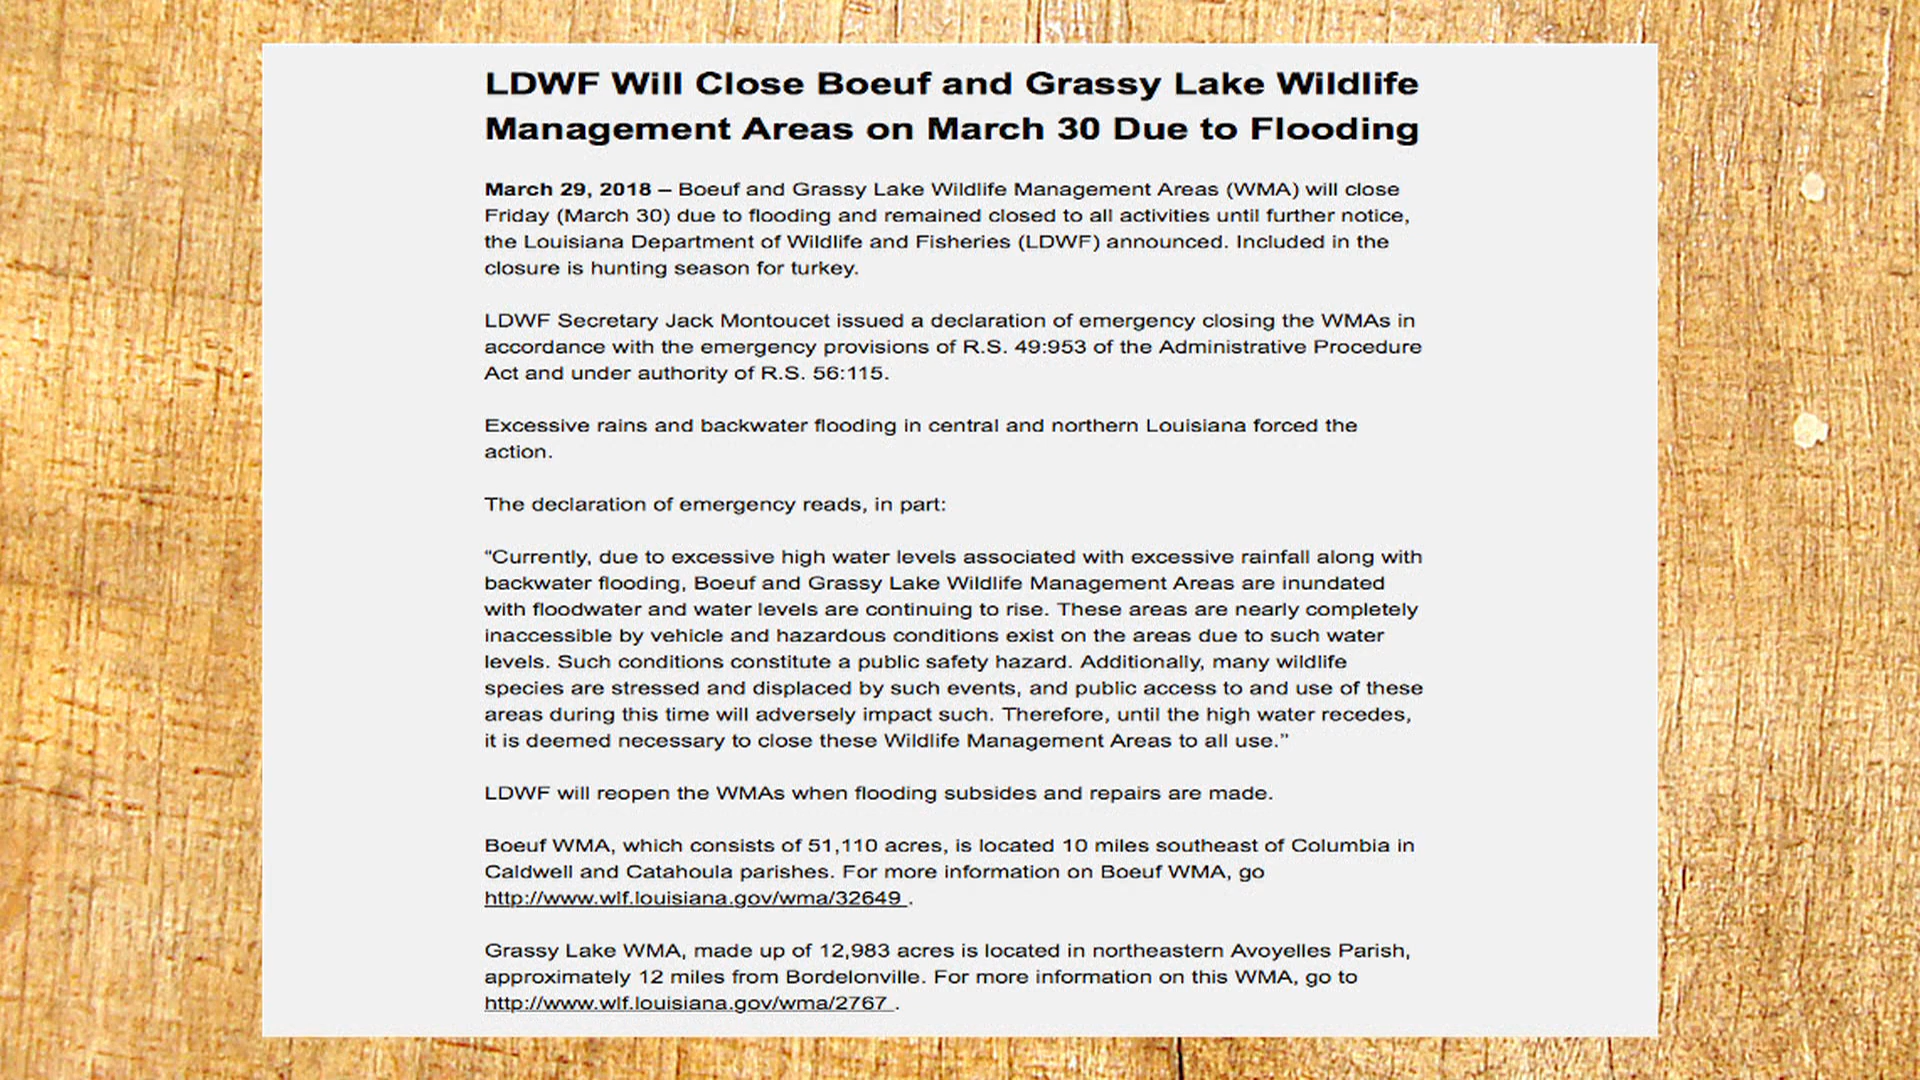 LDWF Will Close Boeuf and Grassy Lake Wildlife
Management Areas on March 30 Due to Flooding
March 29, 2018 – Boeuf and Grassy Lake Wildlife Management Areas (WMA) will close
Friday (March 30) due to flooding and remained closed to all activities until further notice,
the Louisiana Department of Wildlife and Fisheries (LDWF) announced. Included in the
closure is hunting season for turkey.
LDWF Secretary Jack Montoucet issued a declaration of emergency closing the WMAs in
accordance with the emergency provisions of R.S. 49:953 of the Administrative Procedure
Act and under authority of R.S. 56:115.
Excessive rains and backwater flooding in central and northern Louisiana forced the
action.
The declaration of emergency reads, in part:
“Currently, due to excessive high water levels associated with excessive rainfall along with
backwater flooding, Boeuf and Grassy Lake Wildlife Management Areas are inundated
with floodwater and water levels are continuing to rise. These areas are nearly completely
inaccessible by vehicle and hazardous conditions exist on the areas due to such water
levels. Such conditions constitute a public safety hazard. Additionally, many wildlife
species are stressed and displaced by such events, and public access to and use of these
areas during this time will adversely impact such. Therefore, until the high water recedes,
it is deemed necessary to close these Wildlife Management Areas to all use.”
LDWF will reopen the WMAs when flooding subsides and repairs are made.
Boeuf WMA, which consists of 51,110 acres, is located 10 miles southeast of Columbia in
Caldwell and Catahoula parishes. For more information on Boeuf WMA, go
http://www.wlf.louisiana.gov/wma/32649 .
Grassy Lake WMA, made up of 12,983 acres is located in northeastern Avoyelles Parish,
approximately 12 miles from Bordelonville. For more information on this WMA, go to
http://www.wlf.louisiana.gov/wma/2767 .